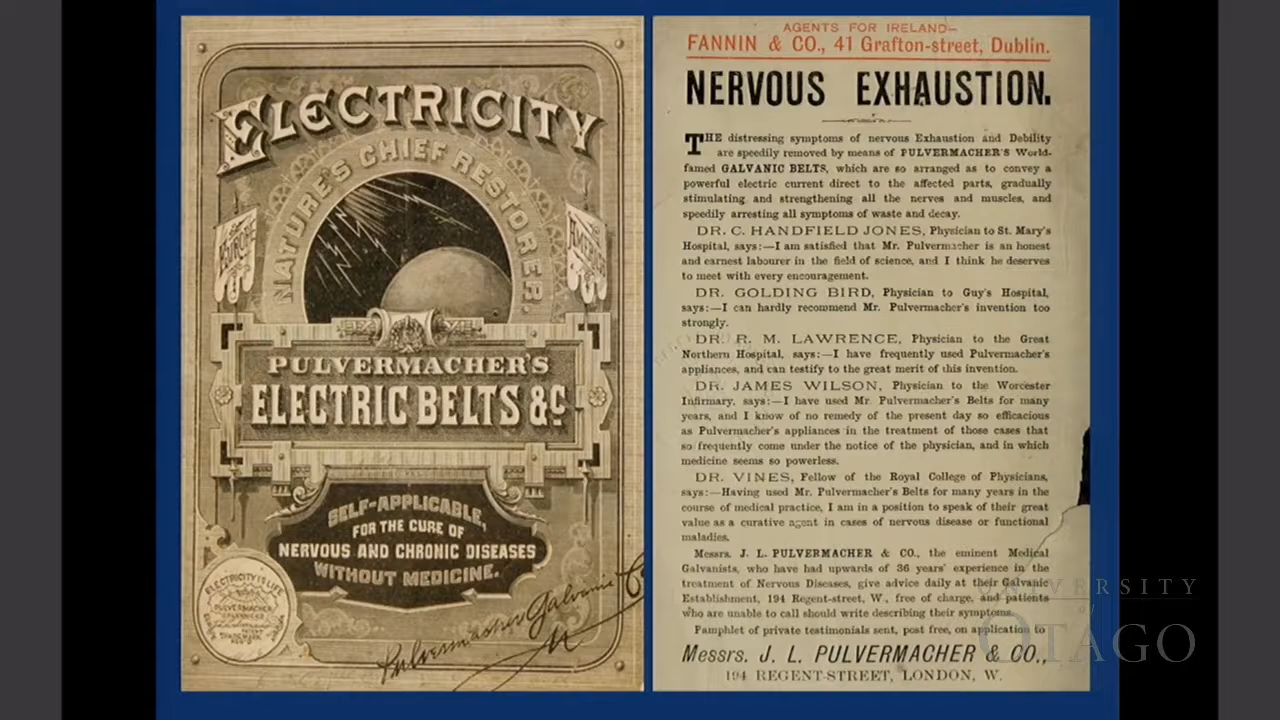 ELECTRICITY
NATURE'S CHIEF RESTORER.
EUROPE
AMERICA
PULVERMACHER'S
ELECTRIC BELTS &C.
SELF-APPLICABLE,
FOR THE CURE OF
NERVOUS AND CHRONIC DISEASES
WITHOUT MEDICINE.
ELECTRICITY IS LIFE
PULVERMACHER
Pulvermacher Galvanic C
AGENTS FOR IRELAND—
FANNIN & CO., 41 Grafton-street, Dublin.
NERVOUS EXHAUSTION.
THE distressing symptoms of nervous Exhaustion and Debility
are speedily removed by means of PULVERMACHER'S World-
famed GALVANIC BELTS, which are so arranged as to convey a
powerful electric current direct to the affected parts, gradually
stimulating and strengthening all the nerves and muscles, and
speedily arresting all symptoms of waste and decay.
DR. C. HANDFIELD JONES, Physician to St. Mary's
Hospital, says:—I am satisfied that Mr. Pulvermacher is an honest
and earnest labourer in the field of science, and I think he deserves
to meet with every encouragement.
DR. GOLDING BIRD, Physician to Guy's Hospital,
says:—I can hardly recommend Mr. Pulvermacher's invention too
strongly.
DR. R. M. LAWRENCE, Physician to the Great
Northern Hospital, says:—I have frequently used Pulvermacher's
appliances, and can testify to the great merit of this invention.
DR. JAMES WILSON, Physician to the Worcester
Infirmary, says:—I have used Mr. Pulvermacher's Belts for many
years, and I know of no remedy of the present day so efficacious
as Pulvermacher's appliances in the treatment of those cases that
so frequently come under the notice of the physician, and in which
medicine seems so powerless.
DR. VINES, Fellow of the Royal College of Physicians,
says:—Having used Mr. Pulvermacher's Belts for many years in the
course of medical practice, I am in a position to speak of their great
value as a curative agent in cases of nervous disease or functional
maladies.
Messrs. J. L. PULVERMACHER & CO., the eminent Medical
Galvanists, who have had upwards of 36 years' experience in the
treatment of Nervous Diseases, give advice daily at their Galvanic
Establishment, 194 Regent-street, W., free of charge, and patients
who are unable to call should write describing their symptoms.
Pamphlet of private testimonials sent, post free, on application to
Messrs. J. L. PULVERMACHER & CO.,
194 REGENT-STREET, LONDON, W.
UNIVERSITY
of
OTAGO